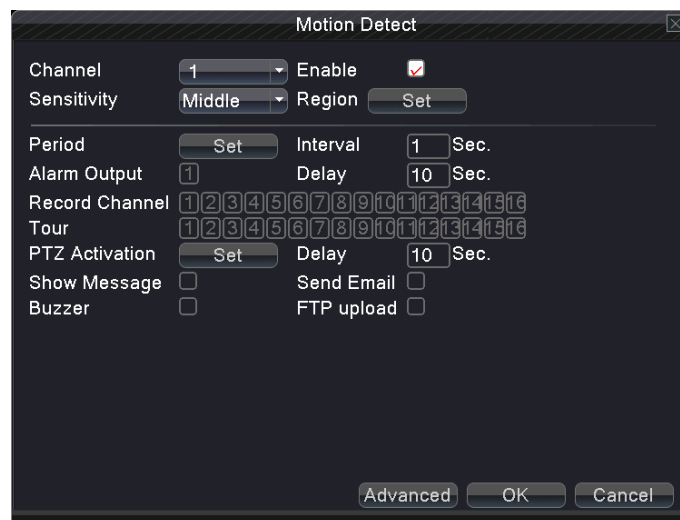 Motion Detect
Channel 1 Enable
Sensitivity Middle Region Set
Period Set Interval 1 Sec.
Alarm Output 1 Delay 10 Sec.
Record Channel 1 2 3 4 5 6 7 8 9 10 11 12 13 14 15 16
Tour 1 2 3 4 5 6 7 8 9 10 11 12 13 14 15 16
PTZ Activation Set Delay 10 Sec.
Show Message Send Email
Buzzer FTP upload
Advanced OK Cancel